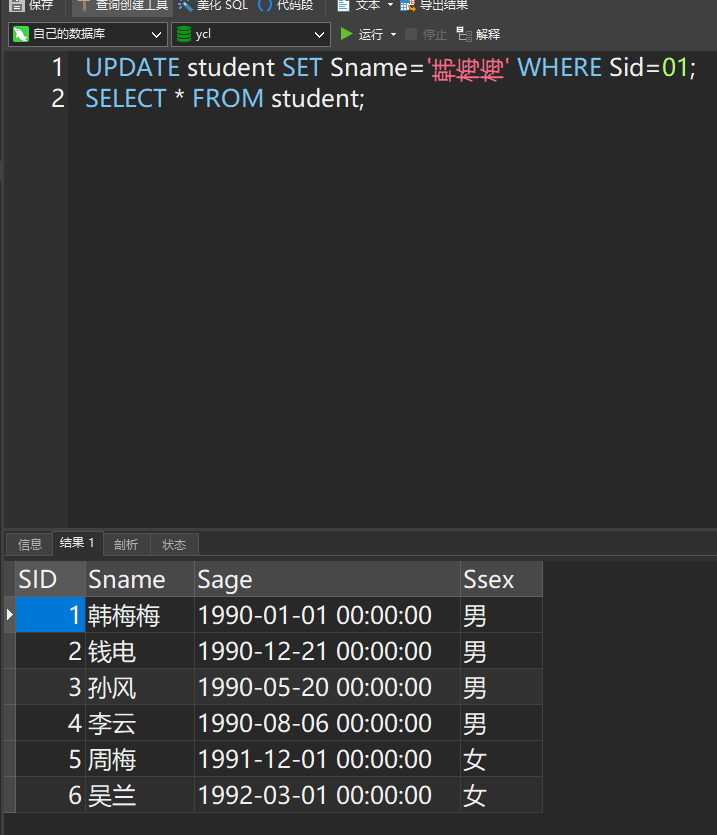 保存 查询创建工具 美化 SQL 代码段 文本 导出结果
自己的数据库 ycl 运行 停止 解释
1 UPDATE student SET Sname='韩梅梅' WHERE Sid=01;
2 SELECT * FROM student;
信息 结果 1 剖析 状态
SID Sname Sage Ssex
1 韩梅梅 1990-01-01 00:00:00 男
2 钱电 1990-12-21 00:00:00 男
3 孙风 1990-05-20 00:00:00 男
4 李云 1990-08-06 00:00:00 男
5 周梅 1991-12-01 00:00:00 女
6 吴兰 1992-03-01 00:00:00 女